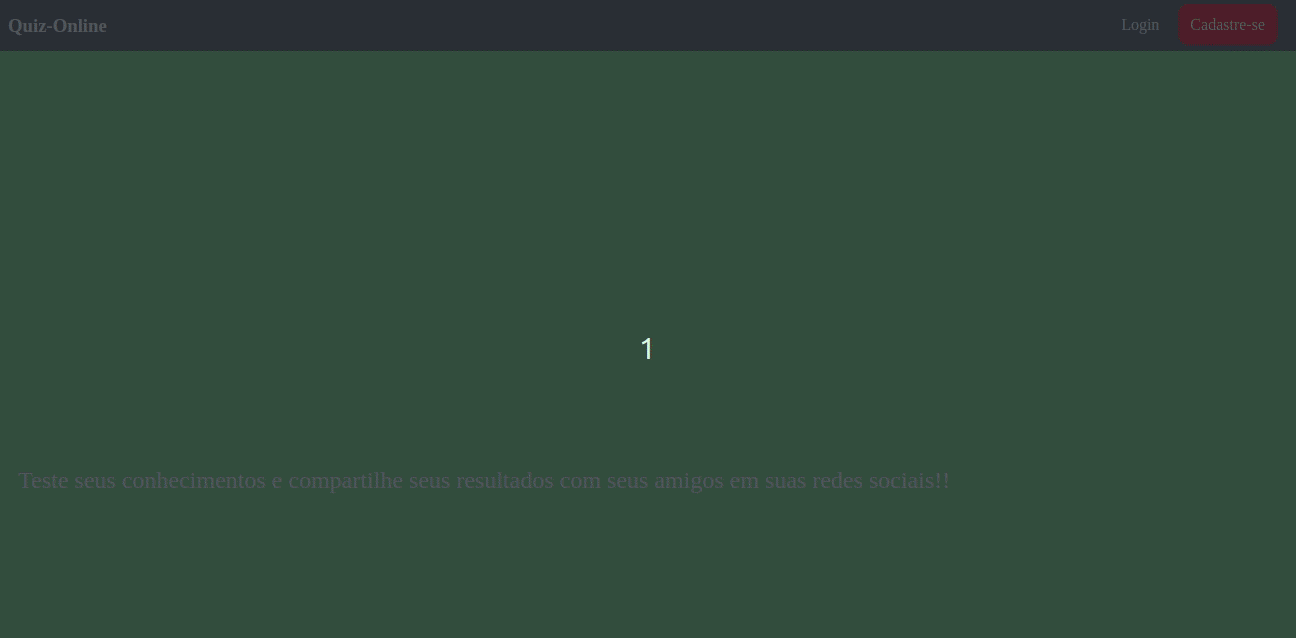 Quiz-Online
Login
Cadastre-se
1
Teste seus conhecimentos e compartilhe seus resultados com seus amigos em suas redes sociais!!